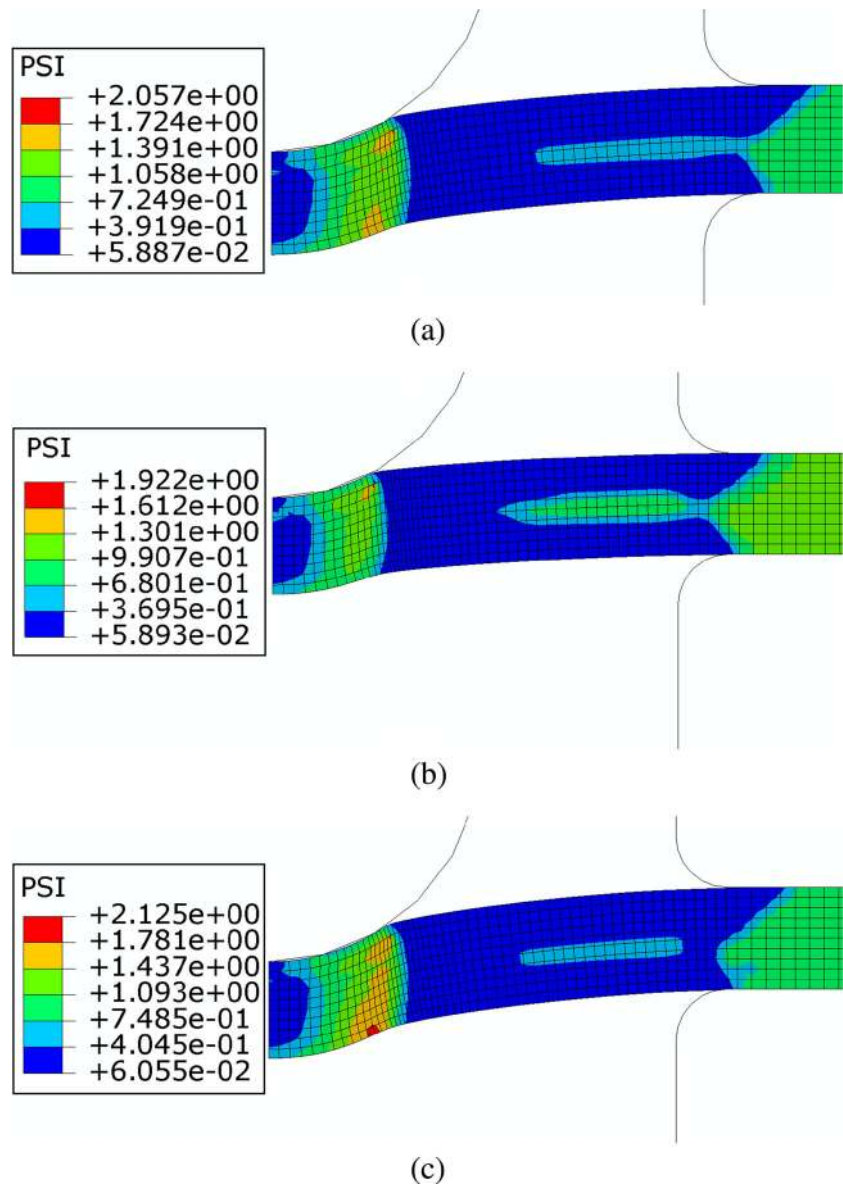 PSI
+2.057e+00
+1.724e+00
+1.391e+00
+1.058e+00
+7.249e-01
+3.919e-01
+5.887e-02
(a)
PSI
+1.922e+00
+1.612e+00
+1.301e+00
+9.907e-01
+6.801e-01
+3.695e-01
+5.893e-02
(b)
PSI
+2.125e+00
+1.781e+00
+1.437e+00
+1.093e+00
+7.485e-01
+4.045e-01
+6.055e-02
(c)